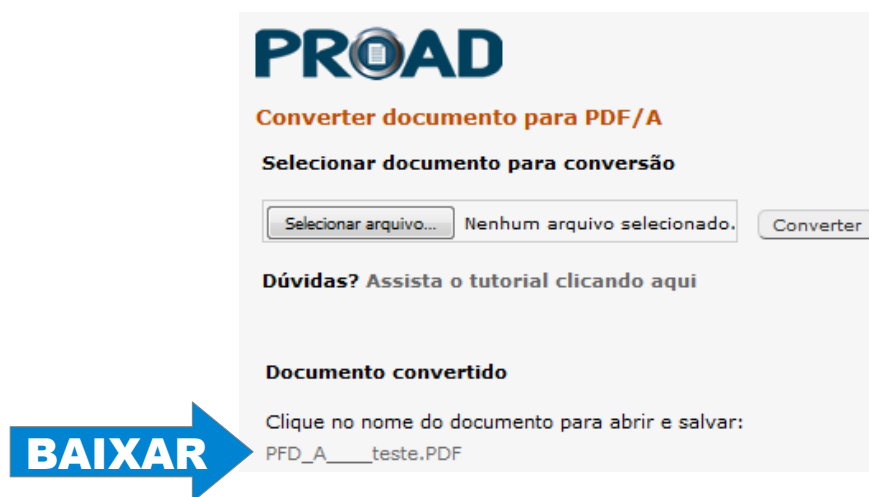 PROAD
Converter documento para PDF/A
Selecionar documento para conversão
Selecionar arquivo... Nenhum arquivo selecionado. Converter
Dúvidas? Assista o tutorial clicando aqui
Documento convertido
Clique no nome do documento para abrir e salvar:
BAIXAR PFD_A____teste.PDF